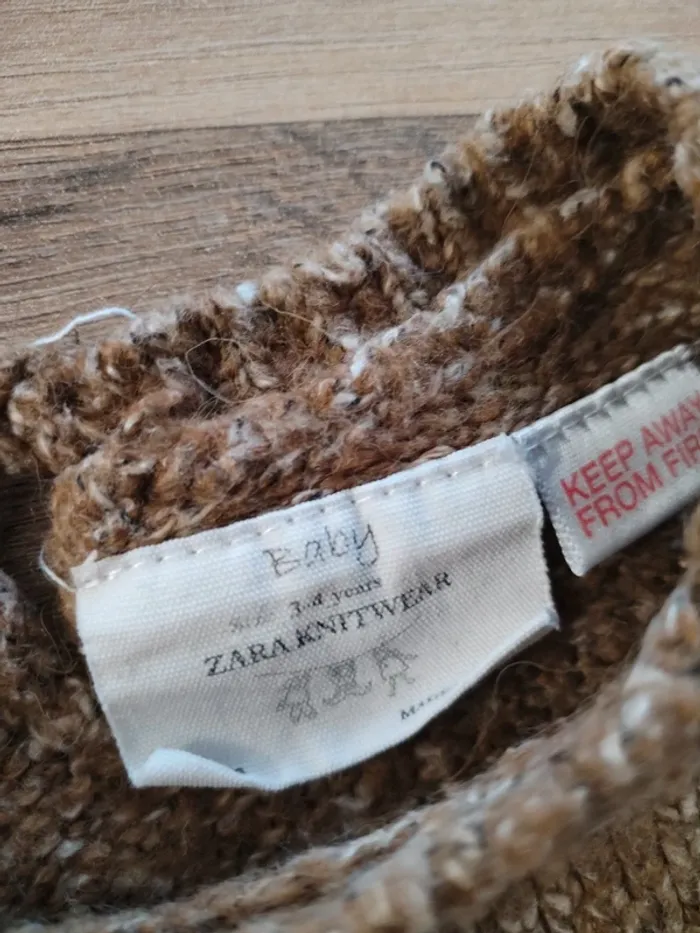 Baby
3-4 years
ZARA KNITWEAR
KEEP AWAY
FROM FIR